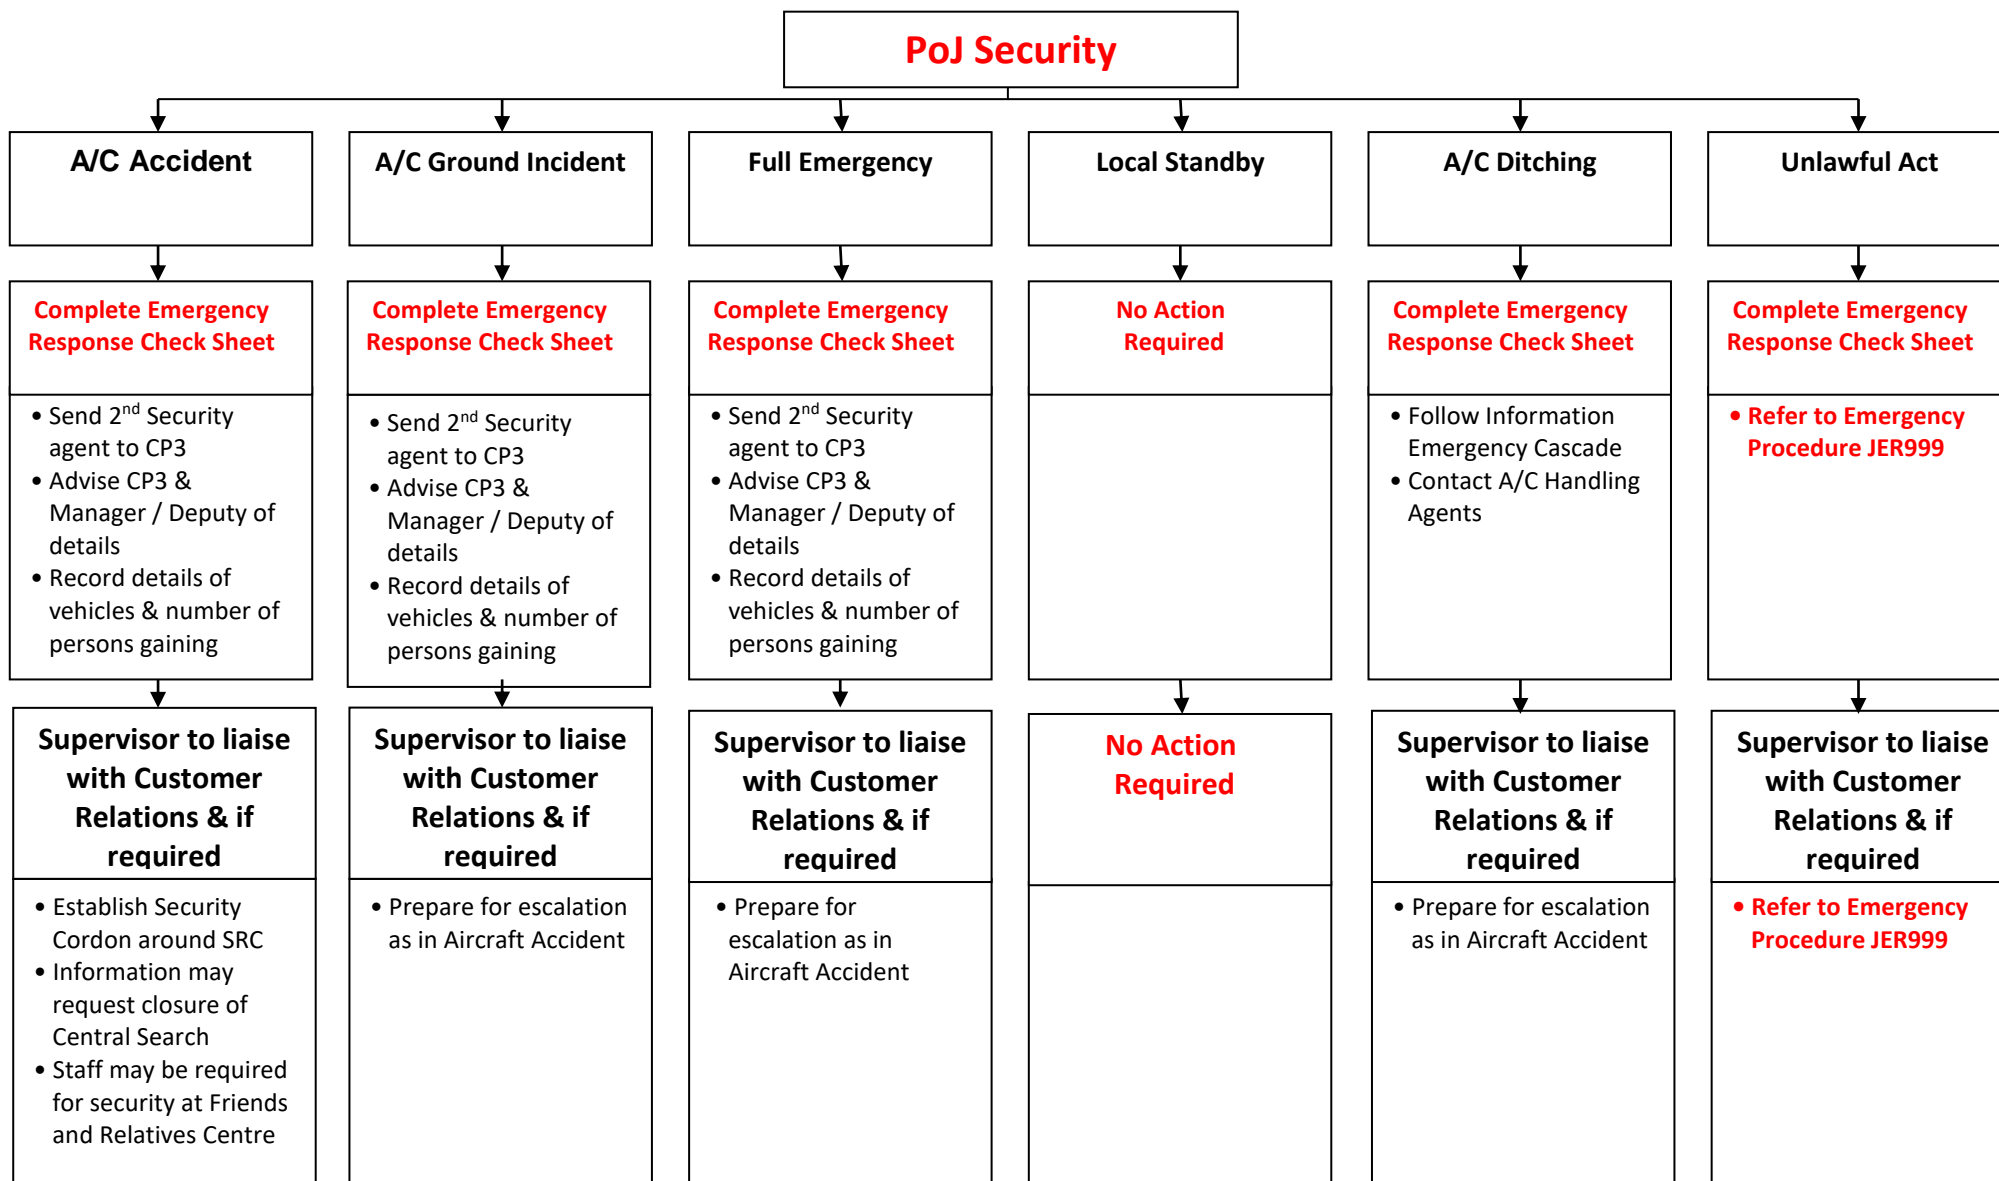 PoJ Security
A/C Accident
A/C Ground Incident
Full Emergency
Local Standby
A/C Ditching
Unlawful Act
Complete Emergency
Response Check Sheet
Complete Emergency
Response Check Sheet
Complete Emergency
Response Check Sheet
No Action
Required
Complete Emergency
Response Check Sheet
Complete Emergency
Response Check Sheet
• Send 2nd Security
agent to CP3
• Advise CP3 &
Manager / Deputy of
details
• Record details of
vehicles & number of
persons gaining
• Send 2nd Security
agent to CP3
• Advise CP3 &
Manager / Deputy of
details
• Record details of
vehicles & number of
persons gaining
• Send 2nd Security
agent to CP3
• Advise CP3 &
Manager / Deputy of
details
• Record details of
vehicles & number of
persons gaining
• Follow Information
Emergency Cascade
• Contact A/C Handling
Agents
• Refer to Emergency
Procedure JER999
Supervisor to liaise
with Customer
Relations & if
required
Supervisor to liaise
with Customer
Relations & if
required
Supervisor to liaise
with Customer
Relations & if
required
No Action
Required
Supervisor to liaise
with Customer
Relations & if
required
Supervisor to liaise
with Customer
Relations & if
required
• Establish Security
Cordon around SRC
• Information may
request closure of
Central Search
• Staff may be required
for security at Friends
and Relatives Centre
• Prepare for escalation
as in Aircraft Accident
• Prepare for
escalation as in
Aircraft Accident
• Prepare for escalation
as in Aircraft Accident
• Refer to Emergency
Procedure JER999